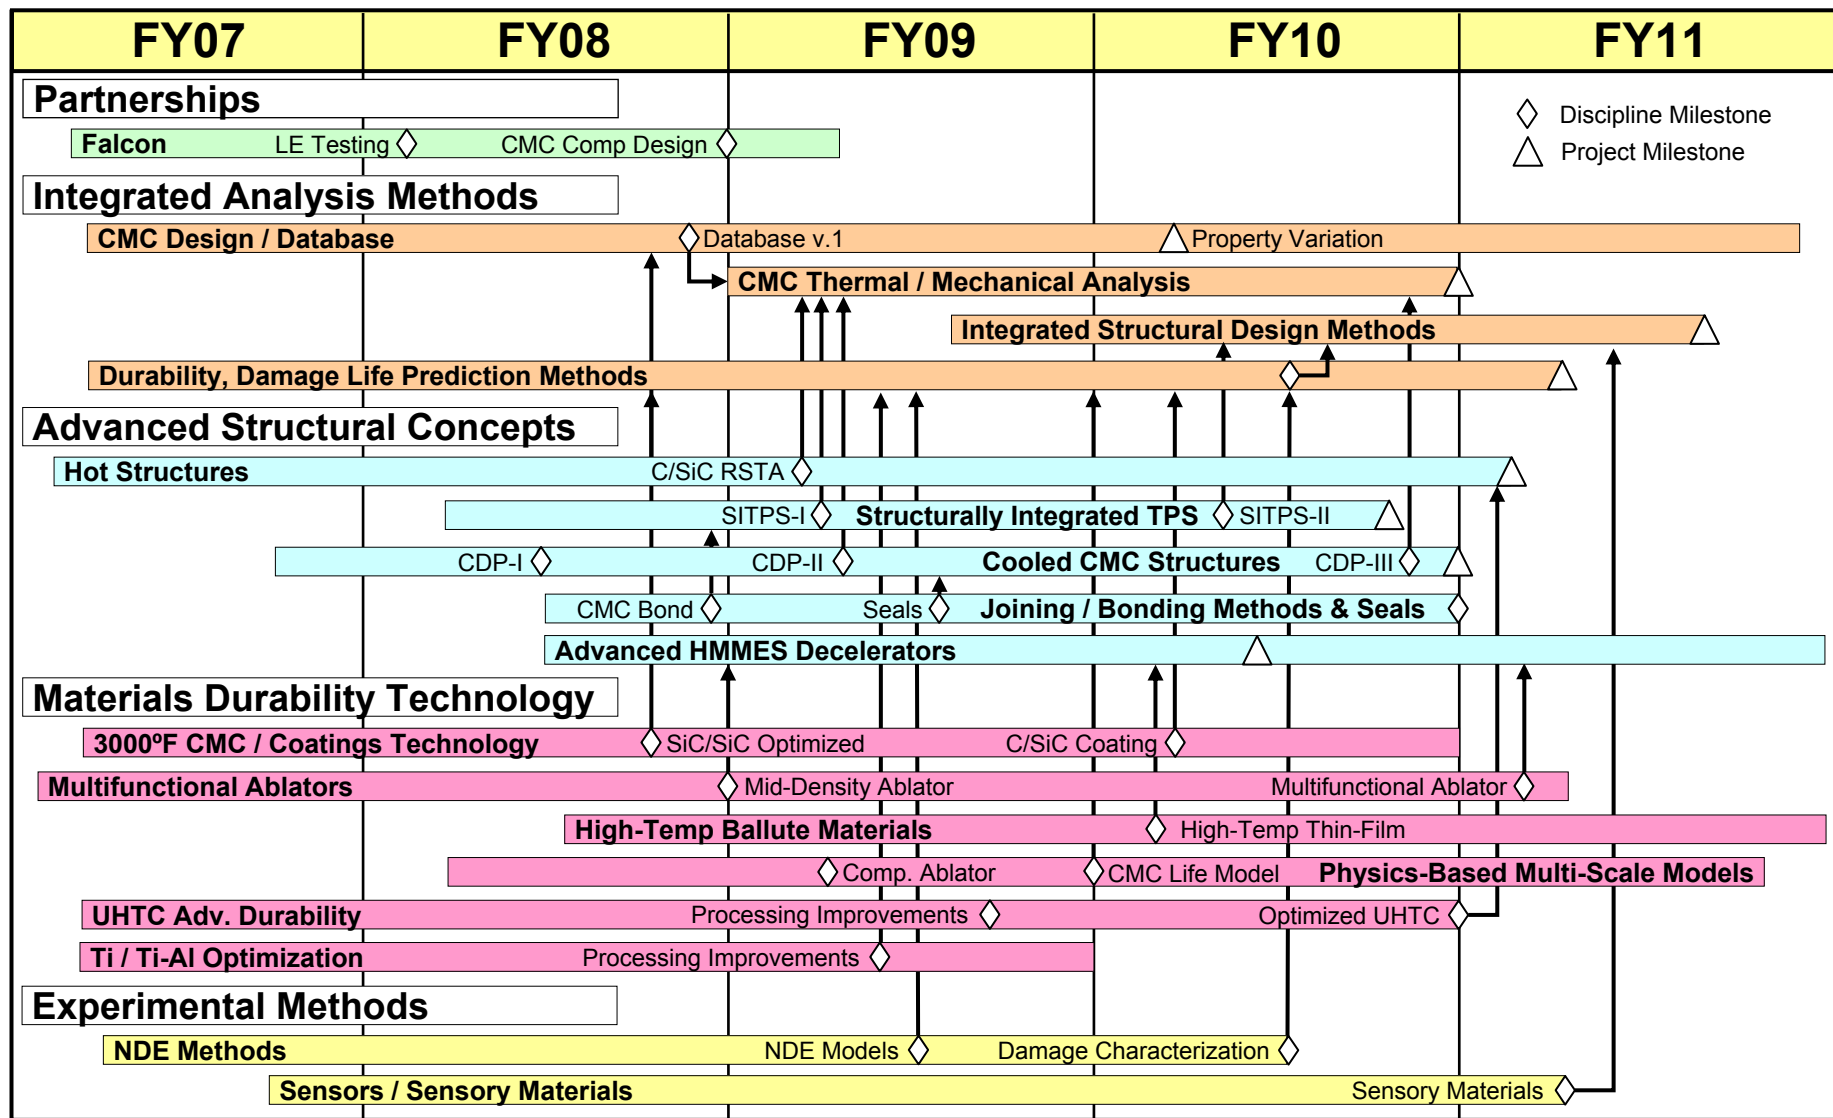 FY07 FY08 FY09 FY10 FY11
Partnerships
Discipline Milestone
Falcon LE Testing CMC Comp Design
Project Milestone
Integrated Analysis Methods
CMC Design / Database Database v.1 Property Variation
CMC Thermal / Mechanical Analysis
Integrated Structural Design Methods
Durability, Damage Life Prediction Methods
Advanced Structural Concepts
Hot Structures C/SiC RSTA
SITPS-I Structurally Integrated TPS SITPS-II
CDP-I CDP-II Cooled CMC Structures CDP-III
CMC Bond Seals Joining / Bonding Methods & Seals
Advanced HMMES Decelerators
Materials Durability Technology
3000ºF CMC / Coatings Technology SiC/SiC Optimized C/SiC Coating
Multifunctional Ablators Mid-Density Ablator Multifunctional Ablator
High-Temp Ballute Materials High-Temp Thin-Film
Comp. Ablator CMC Life Model Physics-Based Multi-Scale Models
UHTC Adv. Durability Processing Improvements Optimized UHTC
Ti / Ti-Al Optimization Processing Improvements
Experimental Methods
NDE Methods NDE Models Damage Characterization
Sensors / Sensory Materials Sensory Materials